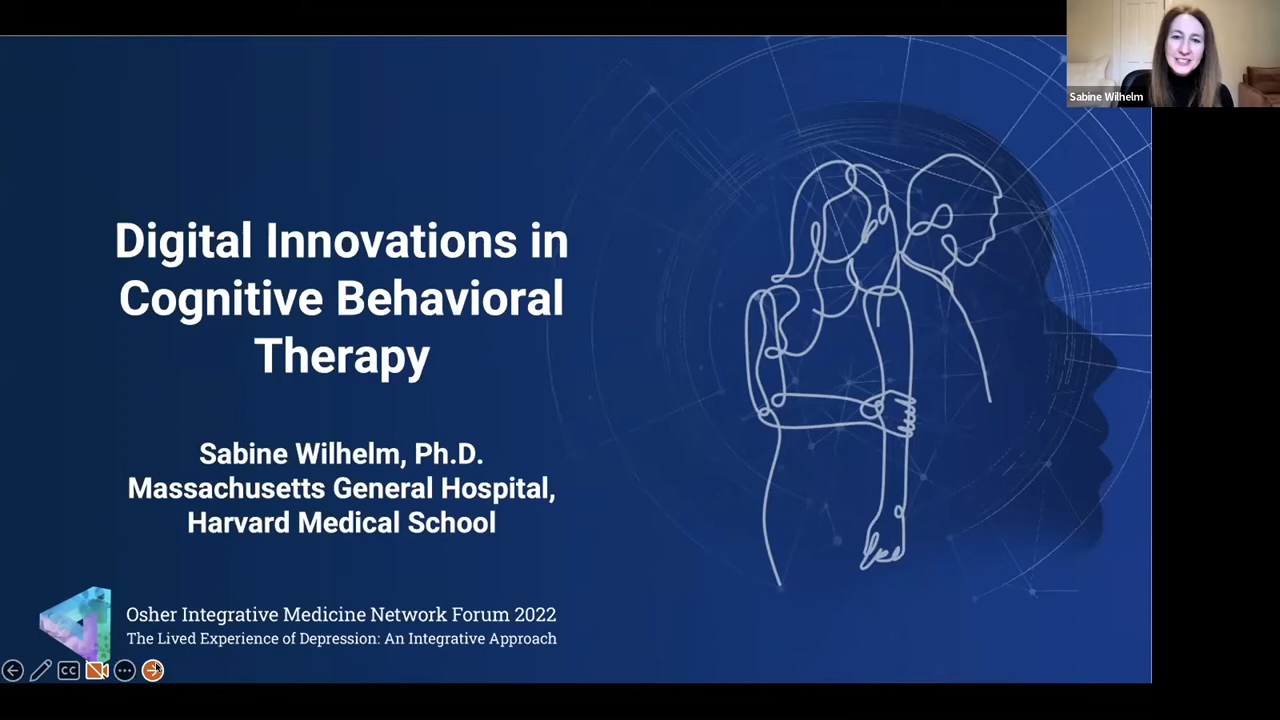 Sabine Wilhelm
Digital Innovations in
Cognitive Behavioral
Therapy
Sabine Wilhelm, Ph.D.
Massachusetts General Hospital,
Harvard Medical School
Osher Integrative Medicine Network Forum 2022
The Lived Experience of Depression: An Integrative Approach
CC